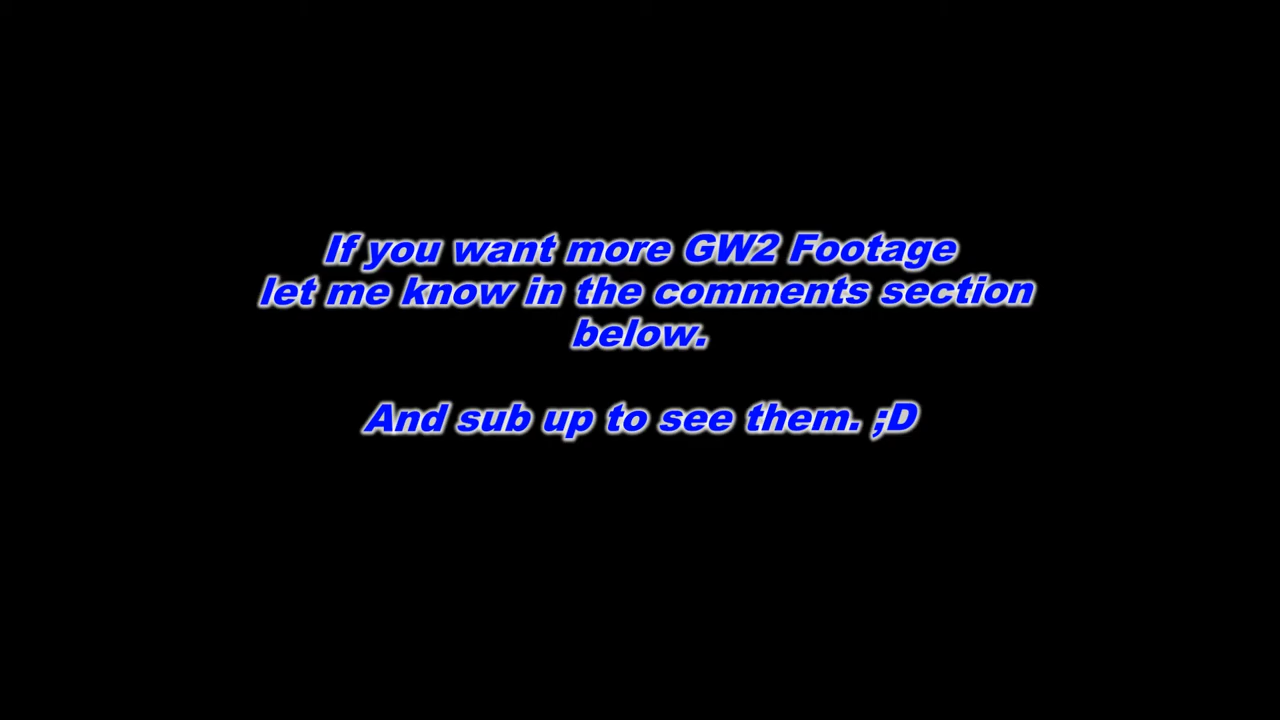 If you want more GW2 Footage
let me know in the comments section
below.
And sub up to see them. ;D